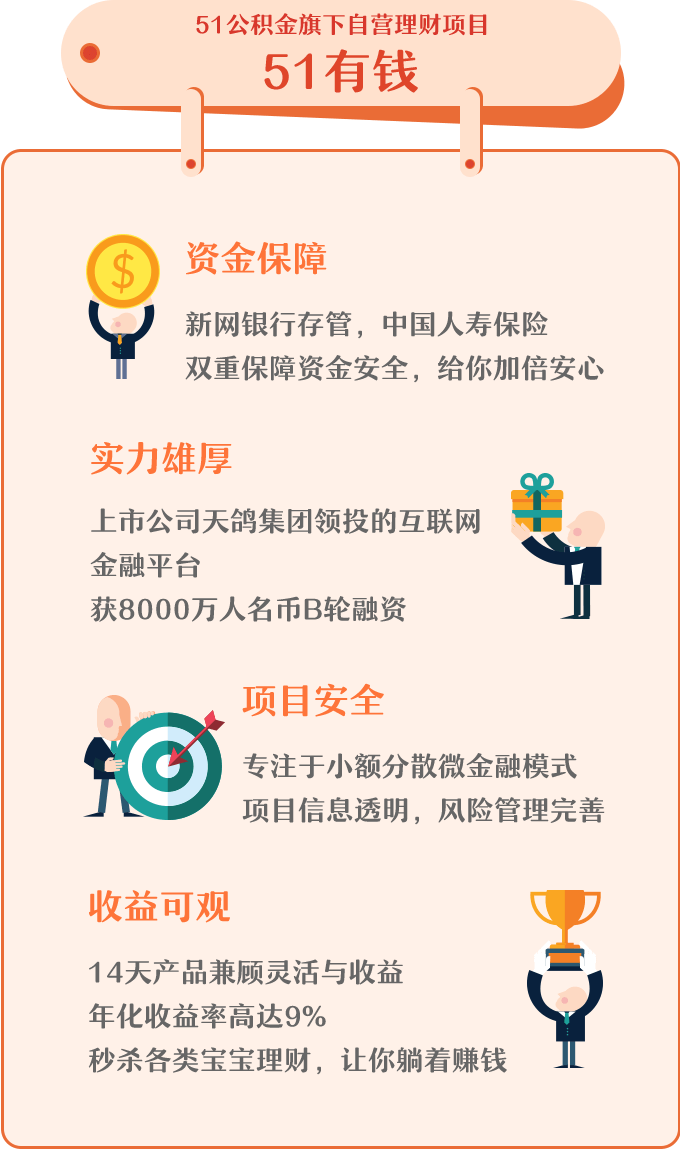 51公积金旗下自营理财项目
51有钱
$
资金保障
新网银行存管，中国人寿保险
双重保障资金安全，给你加倍安心
实力雄厚
上市公司天鸽集团领投的互联网
金融平台
获8000万人名币B轮融资
项目安全
专注于小额分散微金融模式
项目信息透明，风险管理完善
收益可观
14天产品兼顾灵活与收益
年化收益率高达9%
秒杀各类宝宝理财，让你躺着赚钱